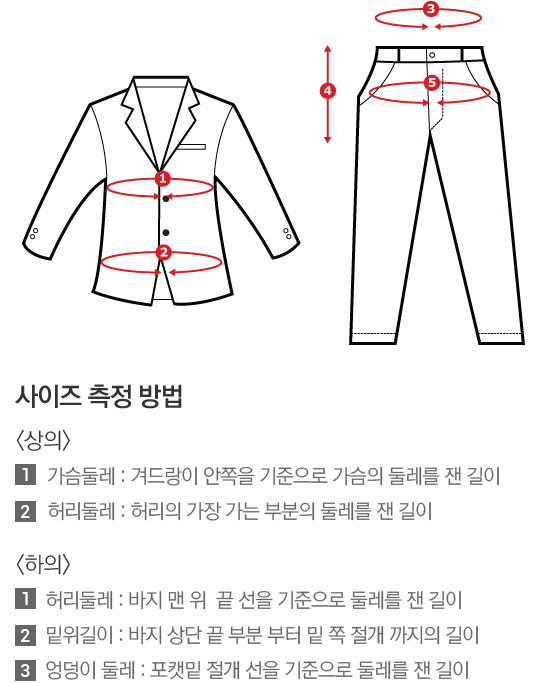 3
4
5
1
2
사이즈 측정 방법
<상의>
1 가슴둘레 : 겨드랑이 안쪽을 기준으로 가슴의 둘레를 잰 길이
2 허리둘레 : 허리의 가장 가는 부분의 둘레를 잰 길이
<하의>
1 허리둘레 : 바지 맨 위 끝 선을 기준으로 둘레를 잰 길이
2 밑위길이 : 바지 상단 끝 부분 부터 밑 쪽 절개 까지의 길이
3 엉덩이 둘레 : 포캣밑 절개 선을 기준으로 둘레를 잰 길이